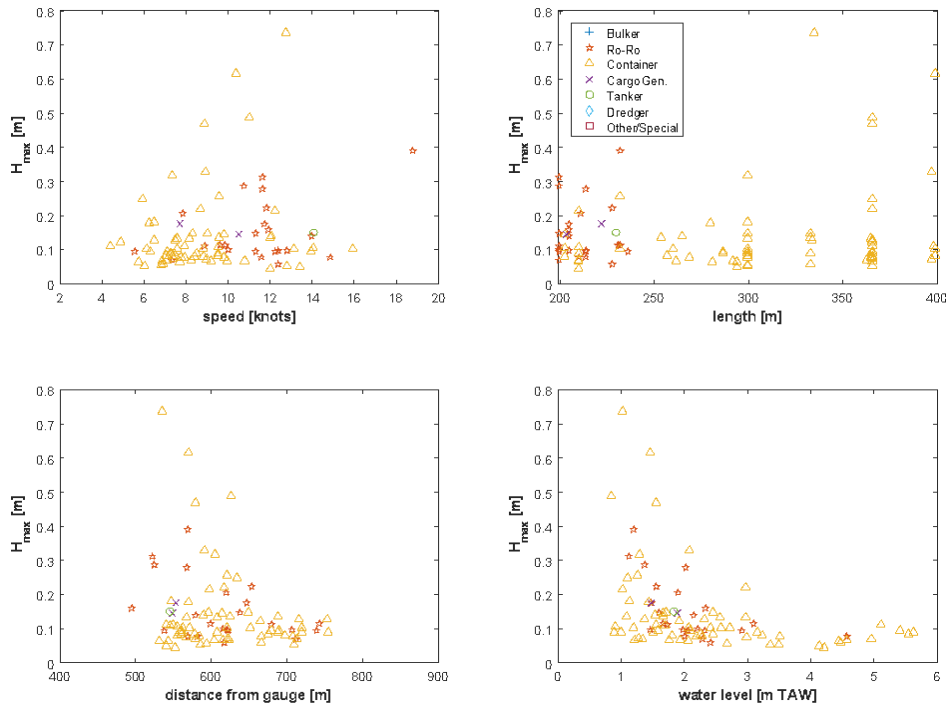 0.8
0.7
0.6
0.5
0.4
0.3
0.2
0.1
0
H_max [m]
2 4 6 8 10 12 14 16 18 20
speed [knots]
0.8
0.7
0.6
0.5
0.4
0.3
0.2
0.1
0
H_max [m]
Bulker
Ro-Ro
Container
Cargo Gen.
Tanker
Dredger
Other/Special
200 250 300 350 400
length [m]
0.8
0.7
0.6
0.5
0.4
0.3
0.2
0.1
0
H_max [m]
400 500 600 700 800 900
distance from gauge [m]
0.8
0.7
0.6
0.5
0.4
0.3
0.2
0.1
0
H_max [m]
0 1 2 3 4 5 6
water level [m TAW]